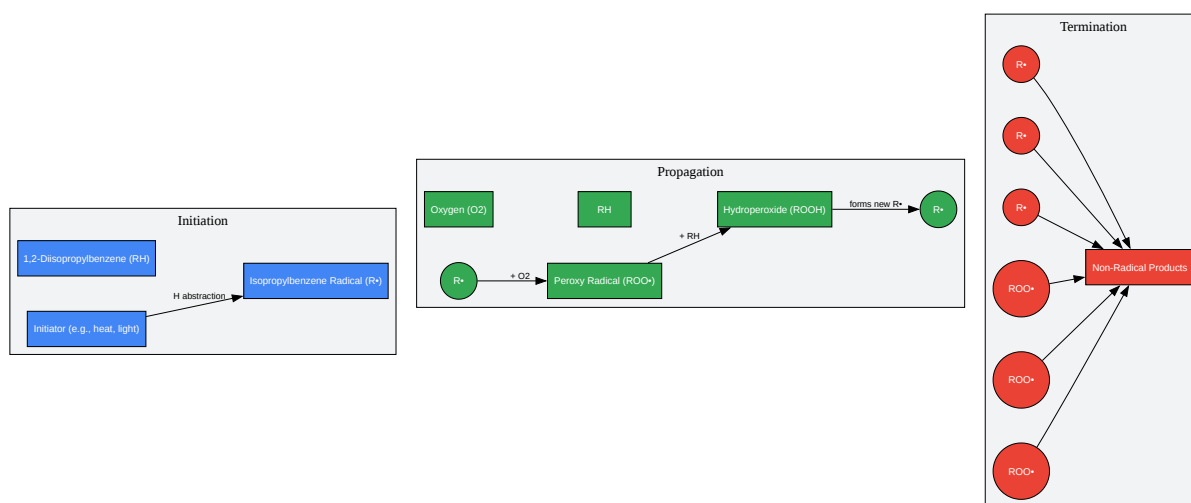 Initiation
1,2-Diisopropylbenzene (RH)
Isopropylbenzene Radical (R•)
H abstraction
Initiator (e.g., heat, light)
Propagation
Oxygen (O2)
RH
Hydroperoxide (ROOH)
forms new R•
R•
+ RH
R•
+ O2
Peroxy Radical (ROO•)
Termination
R•
R•
R•
Non-Radical Products
ROO•
ROO•
ROO•